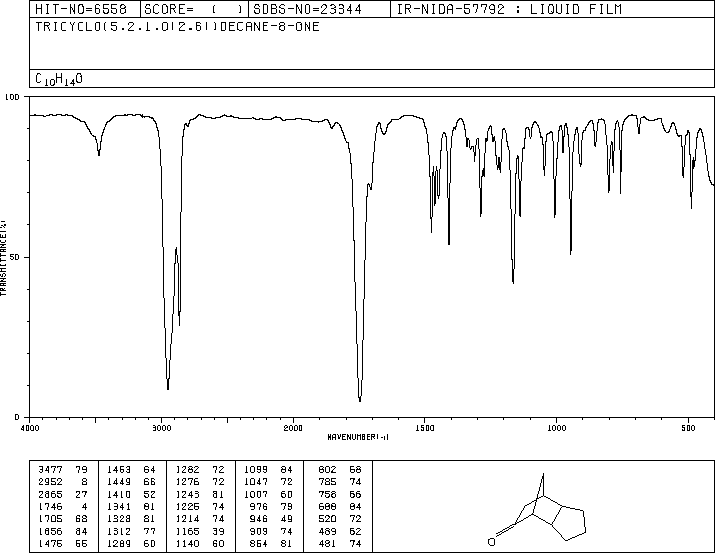 HIT-NO=6558 SCORE= ( ) SDBS-NO=23344 IR-NIDA-57792 : LIQUID FILM
TRICYCLO(5.2.1.0(2.6))DECANE-8-ONE
C10H14O
100
50
0
TRANSMITTANCE(%)
4000 3000 2000 1500 1000 500
WAVENUMBER(-1)
3477 79 1463 64 1282 72 1099 84 802 68
2952 8 1449 66 1276 72 1047 72 785 74
2865 27 1410 52 1243 81 1007 60 758 66
1746 4 1341 81 1225 74 976 79 688 84
1705 68 1328 81 1214 74 946 49 520 72
1656 84 1312 77 1165 39 909 74 489 62
1475 55 1289 60 1140 60 854 81 481 74
O